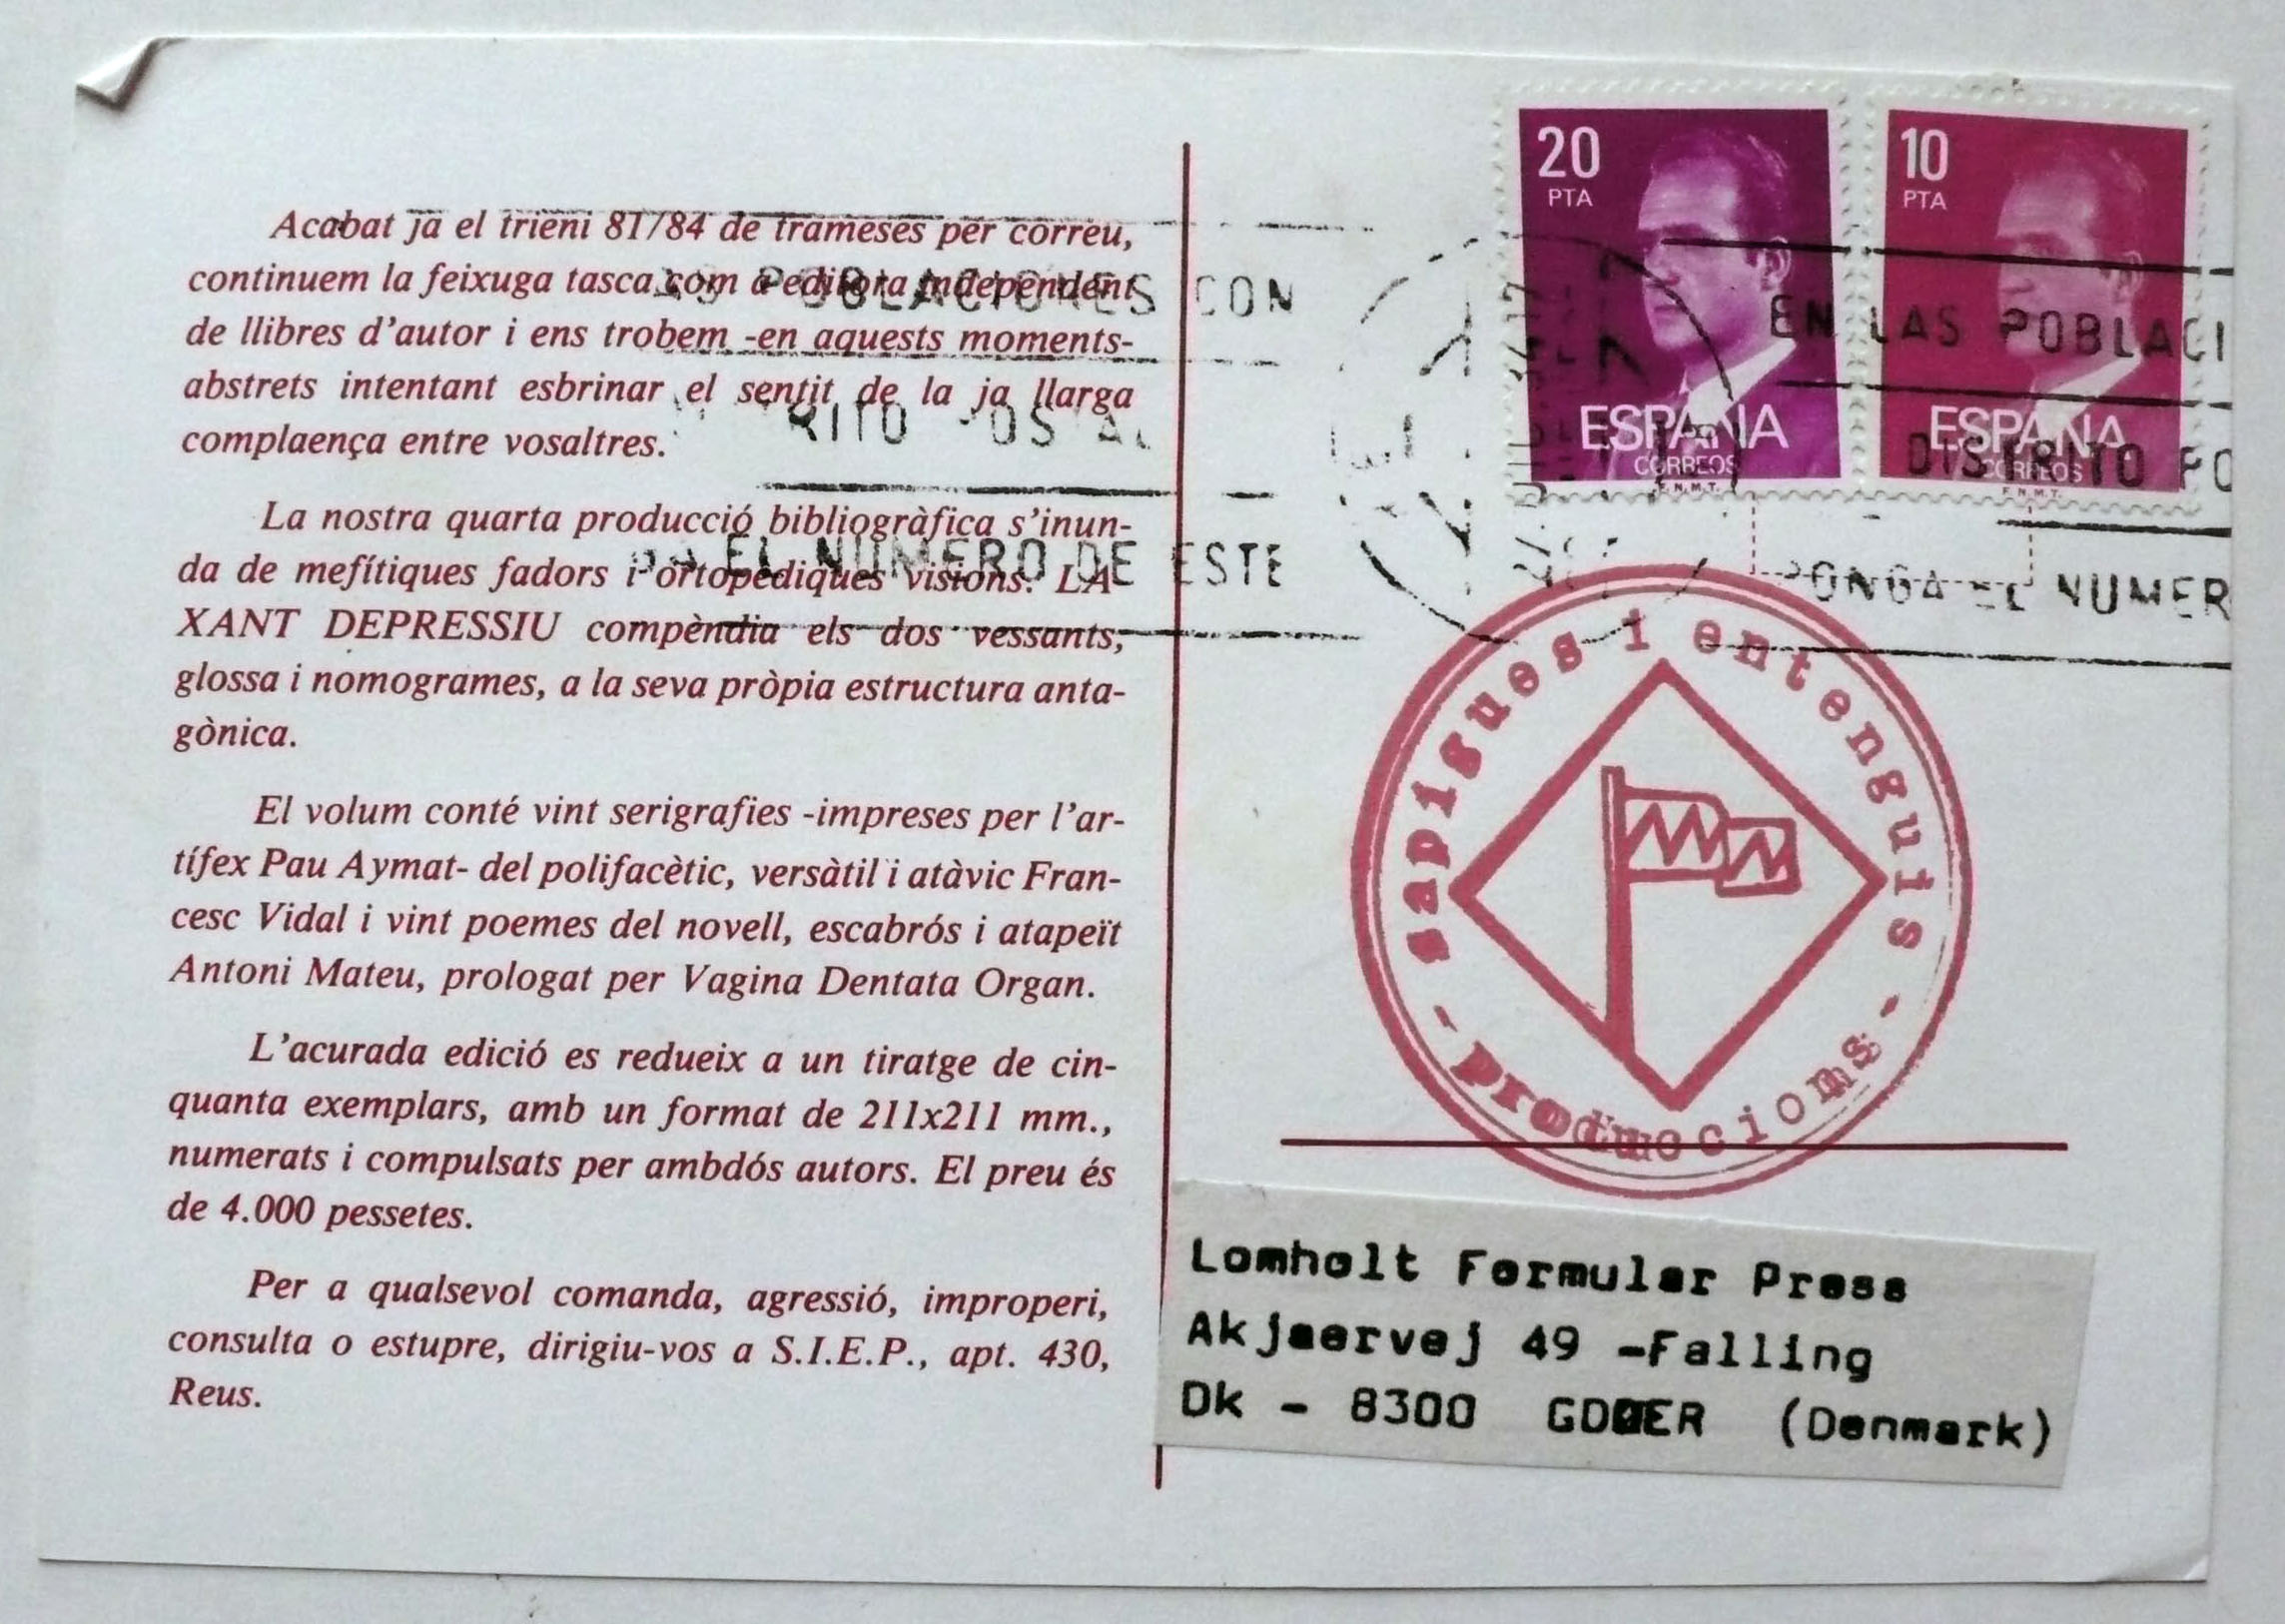 Acabat ja el trieni 81/84 de trameses per correu,
continuem la feixuga tasca com a editora independent
de llibres d'autor i ens trobem -en aquests moments-
abstrets intentant esbrinar el sentit de la ja llarga
complaença entre vosaltres.
La nostra quarta producció bibliogràfica s'inun-
da de mefítiques fadors i ortopèdiques visions. LA
XANT DEPRESSIU compèndia els dos vessants,
glossa i nomogrames, a la seva pròpia estructura anta-
gònica.
El volum conté vint serigrafies -impreses per l'ar-
tífex Pau Aymat- del polifacètic, versàtil i atàvic Fran-
cesc Vidal i vint poemes del novell, escabrós i atapeït
Antoni Mateu, prologat per Vagina Dentata Organ.
L'acurada edició es redueix a un tiratge de cin-
quanta exemplars, amb un format de 211x211 mm.,
numerats i compulsats per ambdós autors. El preu és
de 4.000 pessetes.
Per a qualsevol comanda, agressió, improperi,
consulta o estupre, dirigiu-vos a S.I.E.P., apt. 430,
Reus.
POBLACIONES CON
EL NUMERO DE ESTE
20
PTA
ESPAÑA
CORREOS
F.N.M.T.
10
PTA
ESPAÑA
CORREOS
F.N.M.T.
EN LAS POBLACI
DISTRITO PO
PONGA EL NUMER
sapigues i entenguis
- produccions -
Lomholt Formular Press
Akjaervej 49 -Falling
Dk - 8300 (Denmark)